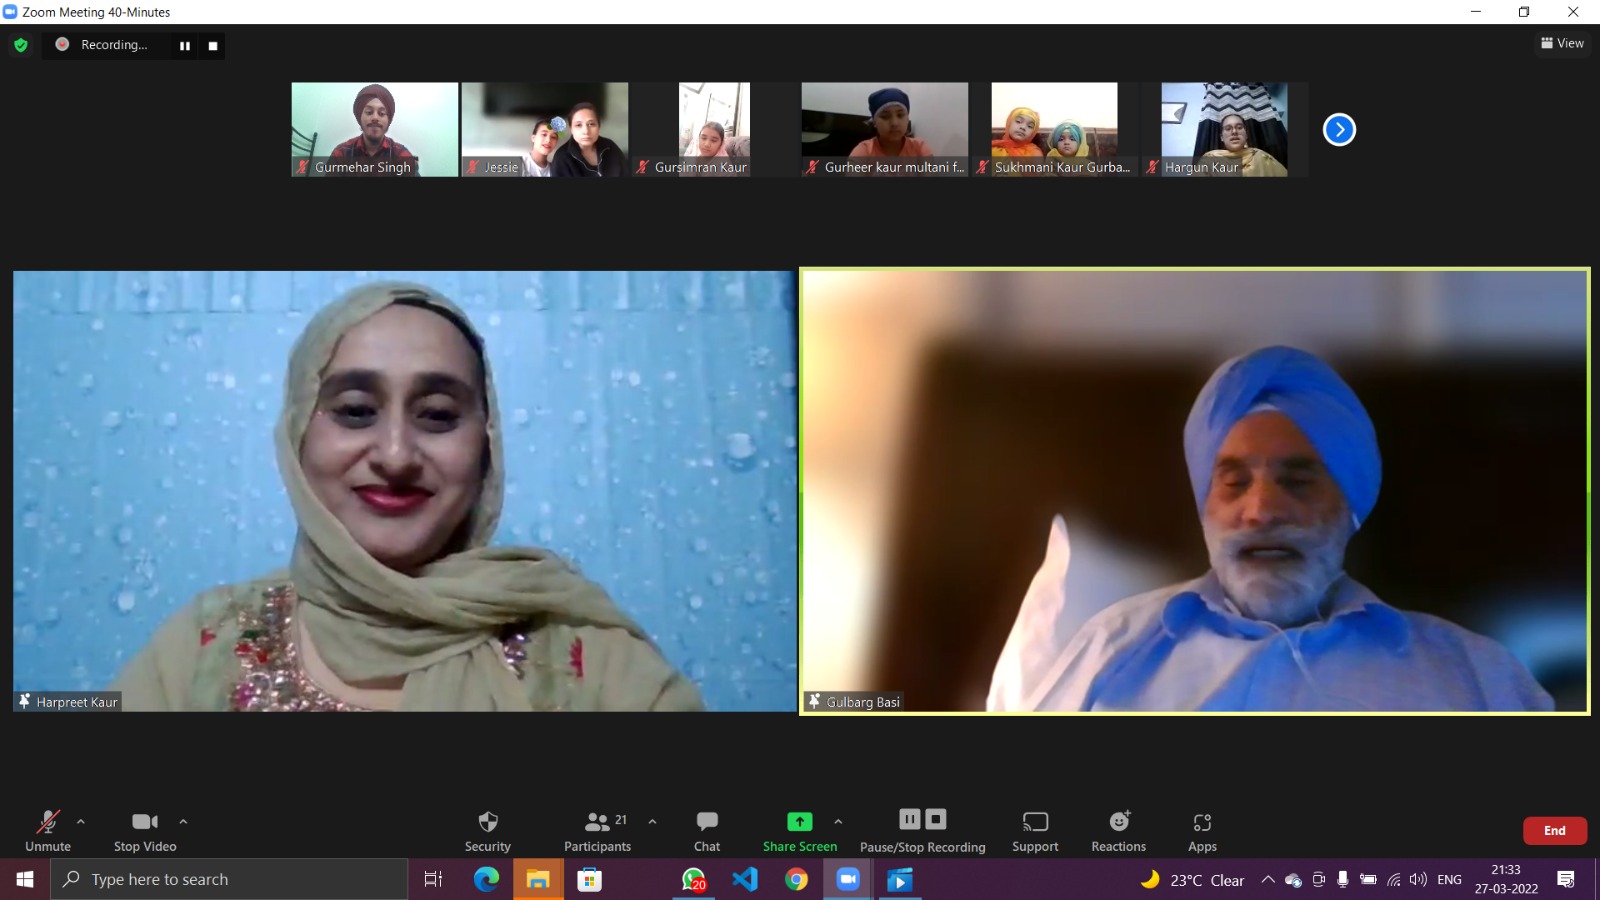 Zoom Meeting 40-Minutes
Recording...
View
Gurmehar Singh
Jessie
Gursimran Kaur
Gurheer kaur multani f...
Sukhmani Kaur Gurba...
Hargun Kaur
Harpreet Kaur
Gulbarg Basi
Unmute
Stop Video
Security
21
Participants
Chat
Share Screen
Pause/Stop Recording
Support
Reactions
Apps
End
Type here to search
20
23°C Clear
ENG
21:33
27-03-2022